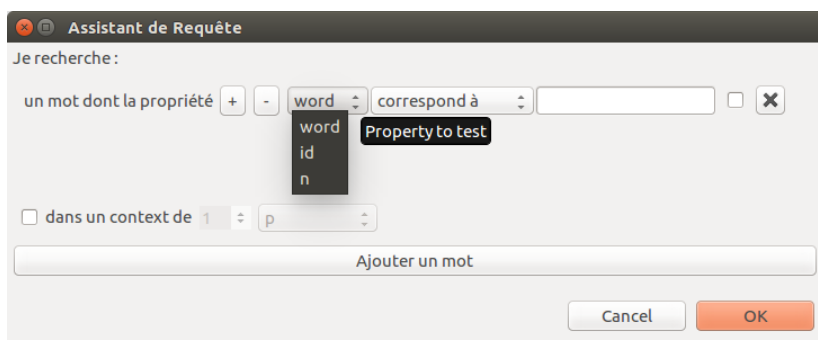 Assistant de Requête
Je recherche :
un mot dont la propriété + - word correspond à
word
Property to test
id
n
dans un context de 1 p
Ajouter un mot
Cancel OK